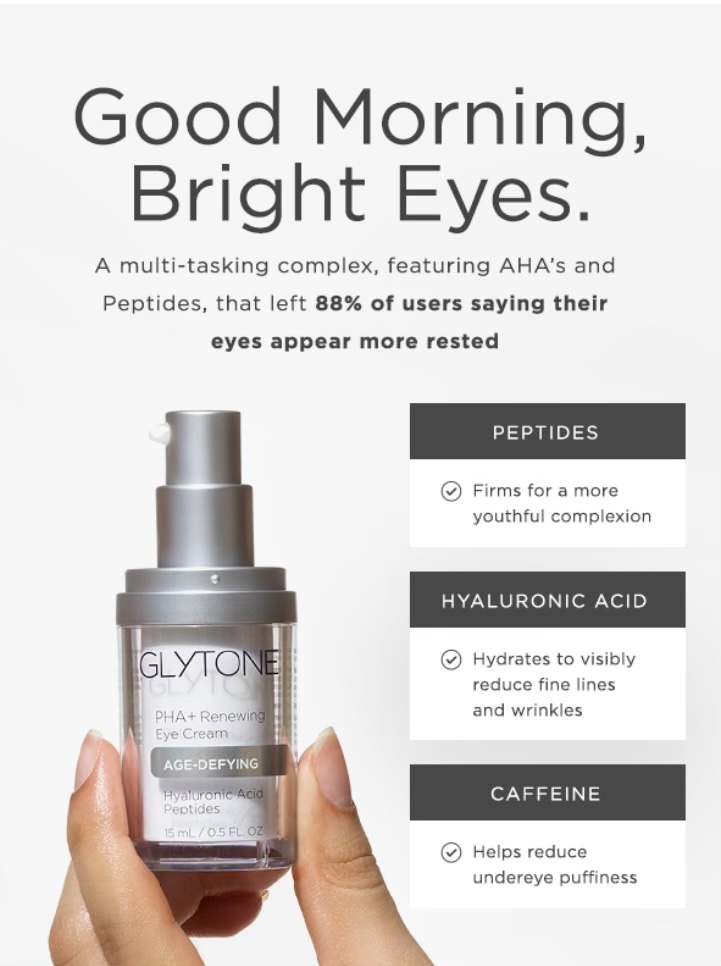 Good Morning,
Bright Eyes.
A multi-tasking complex, featuring AHA's and
Peptides, that left 88% of users saying their
eyes appear more rested
GLYTONE
PHA+ Renewing
Eye Cream
AGE-DEFYING
Hyaluronic Acid
Peptides
15 mL / 0.5 FL. OZ
PEPTIDES
Firms for a more
youthful complexion
HYALURONIC ACID
Hydrates to visibly
reduce fine lines
and wrinkles
CAFFEINE
Helps reduce
undereye puffiness